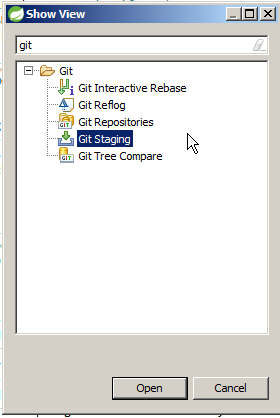 Show View
git
Git
Git Interactive Rebase
Git Reflog
Git Repositories
Git Staging
Git Tree Compare
Open
Cancel